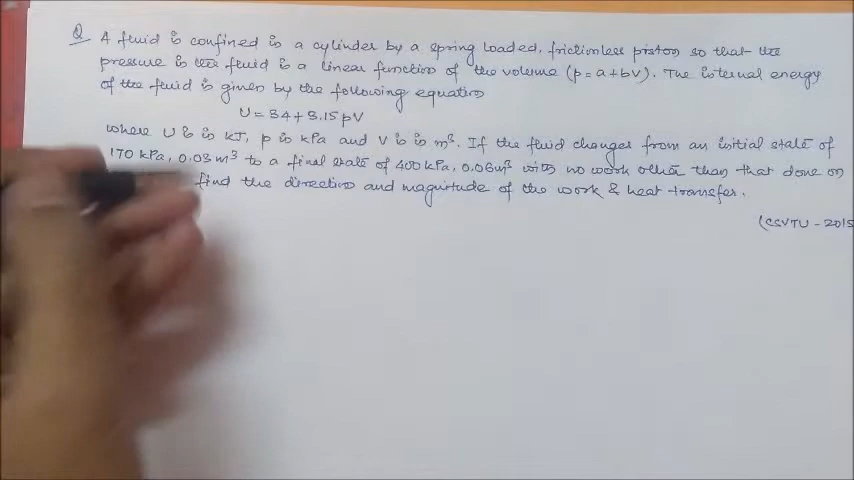 Q A fluid is confined in a cylinder by a spring loaded, frictionless piston so that the
pressure in the fluid is a linear function of the volume (p = a + bV). The internal energy
of the fluid is given by the following equation
U = 34 + 3.15 pV
where U is in kJ, p in kPa and V is in m³. If the fluid changes from an initial state of
170 kPa, 0.03 m³ to a final state of 400 kPa, 0.06 m³ with no work other than that done on
find the direction and magnitude of the work & heat transfer.
(CSVTU - 2015